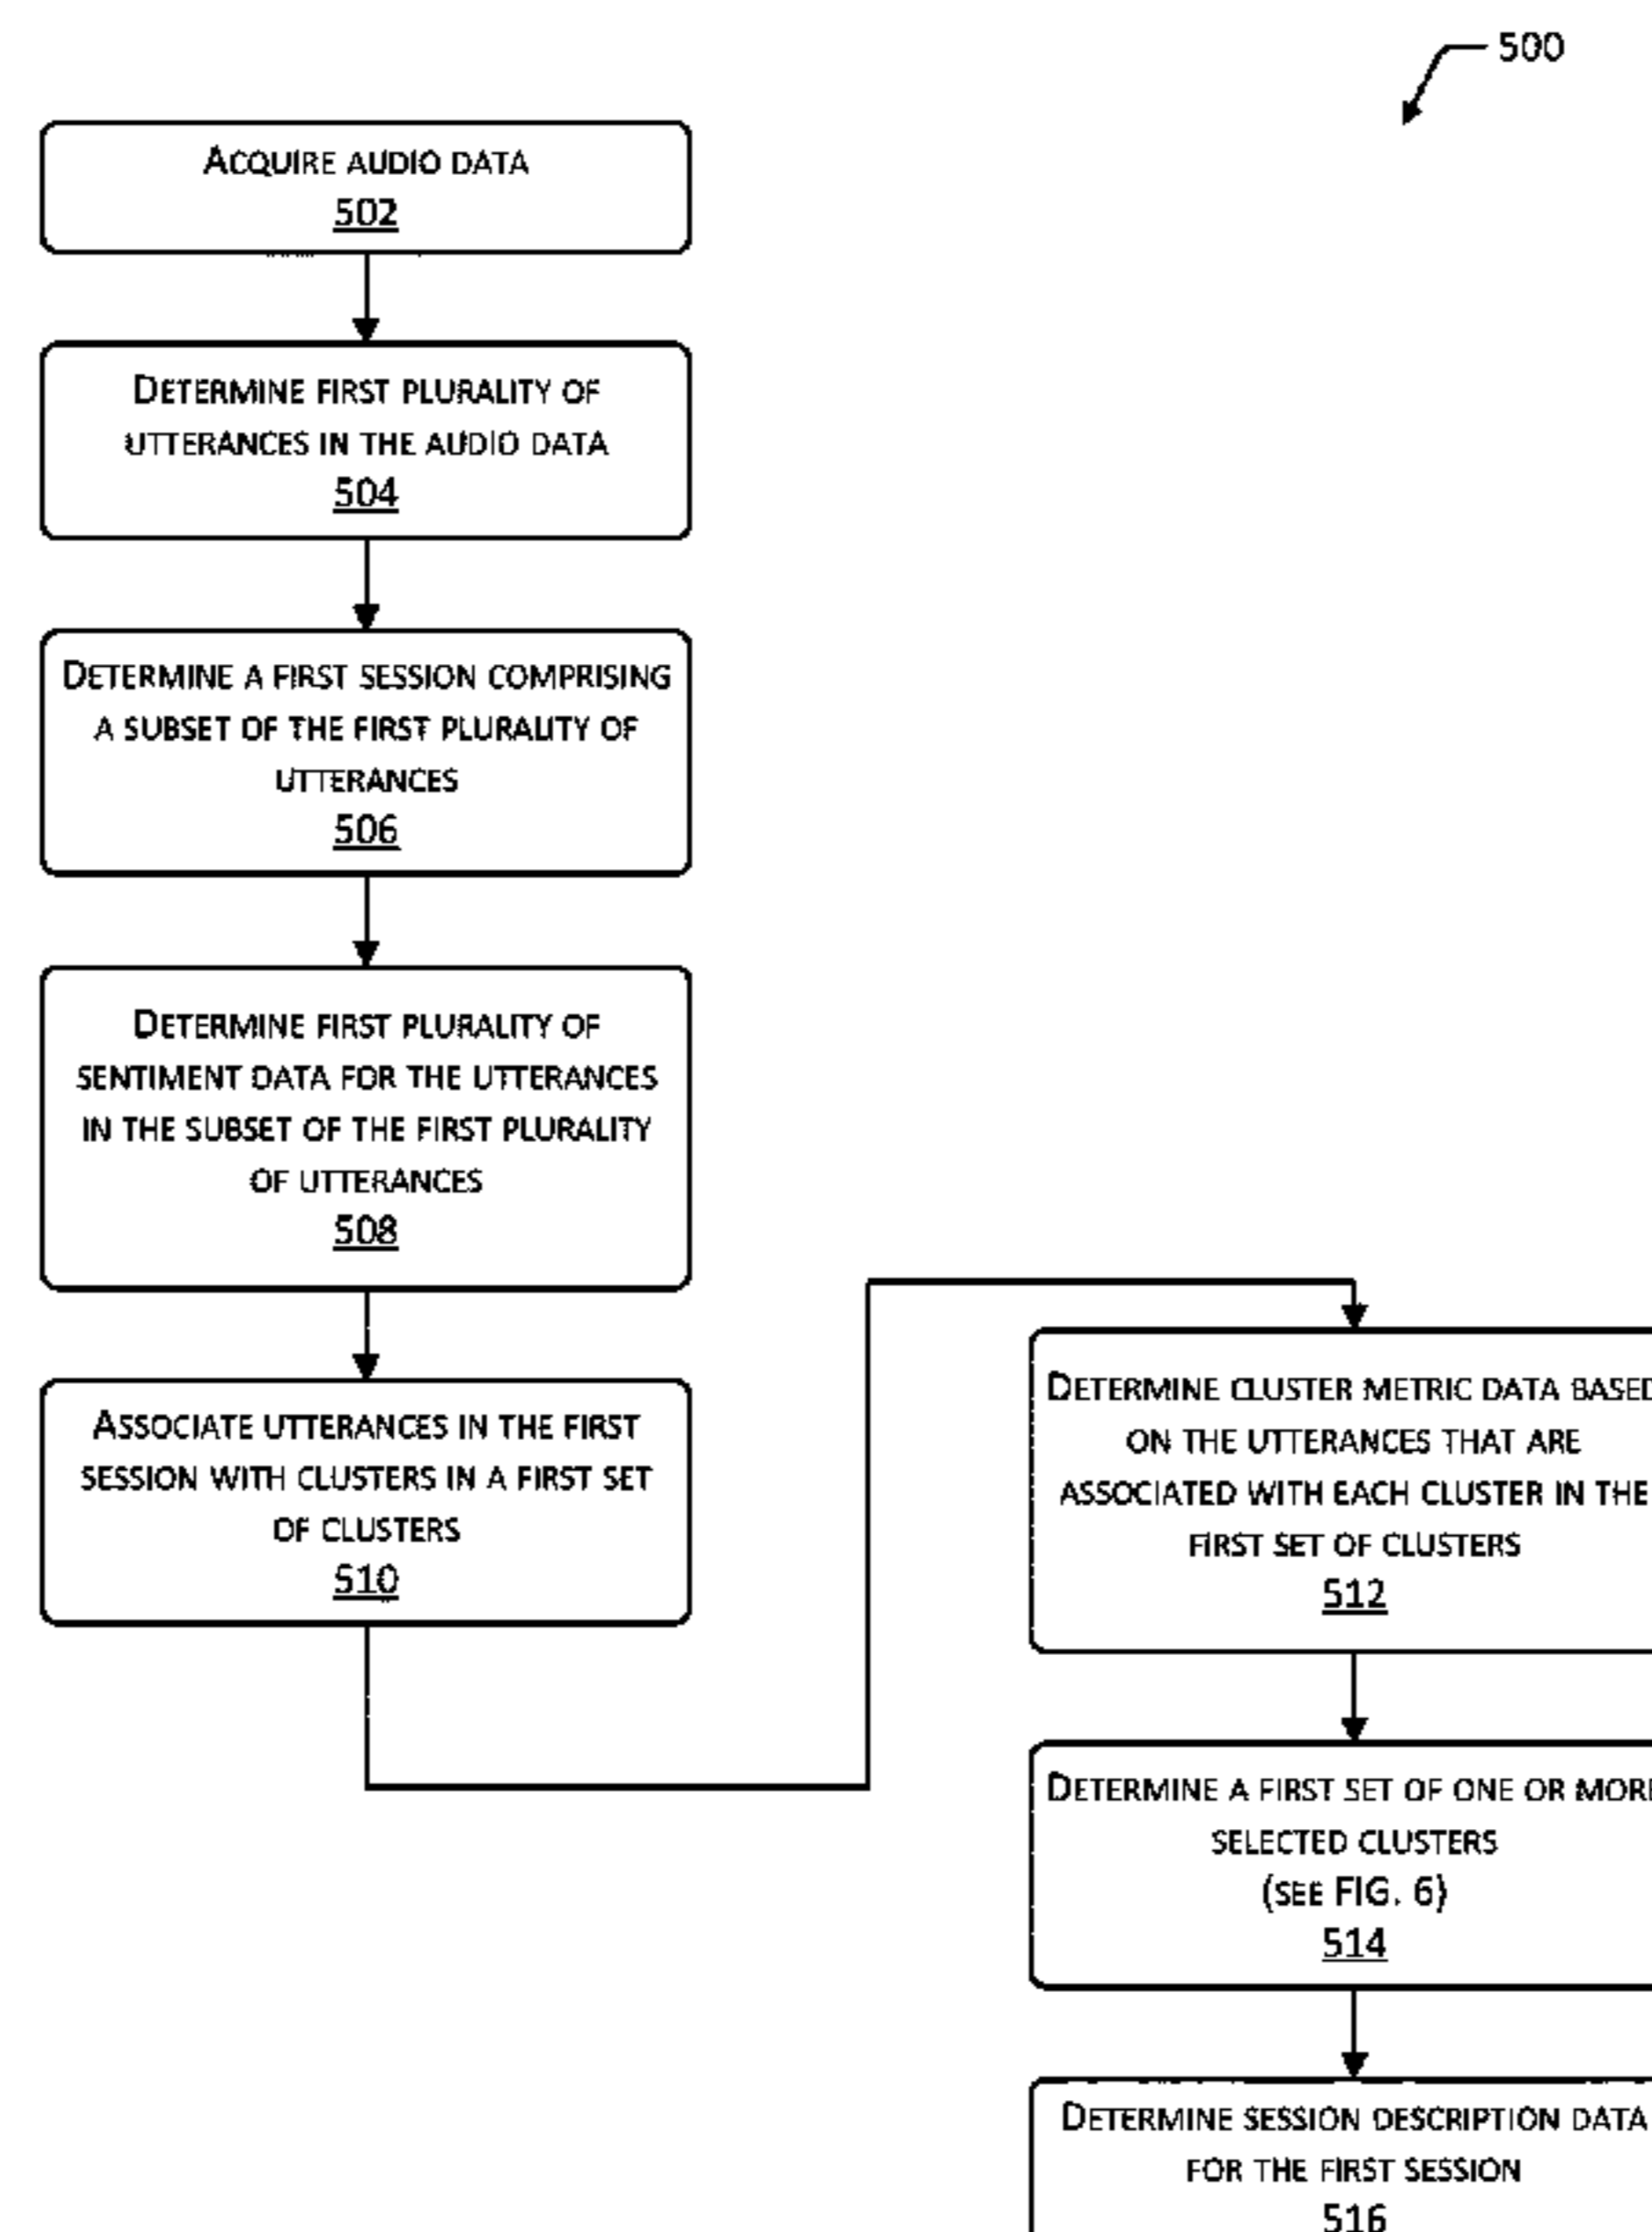 500
Acquire audio data
502
Determine first plurality of
utterances in the audio data
504
Determine a first session comprising
a subset of the first plurality of
utterances
506
Determine first plurality of
sentiment data for the utterances
in the subset of the first plurality
of utterances
508
Associate utterances in the first
session with clusters in a first set
of clusters
510
Determine cluster metric data based
on the utterances that are
associated with each cluster in the
first set of clusters
512
Determine a first set of one or more
selected clusters
(see FIG. 6)
514
Determine session description data
for the first session
516